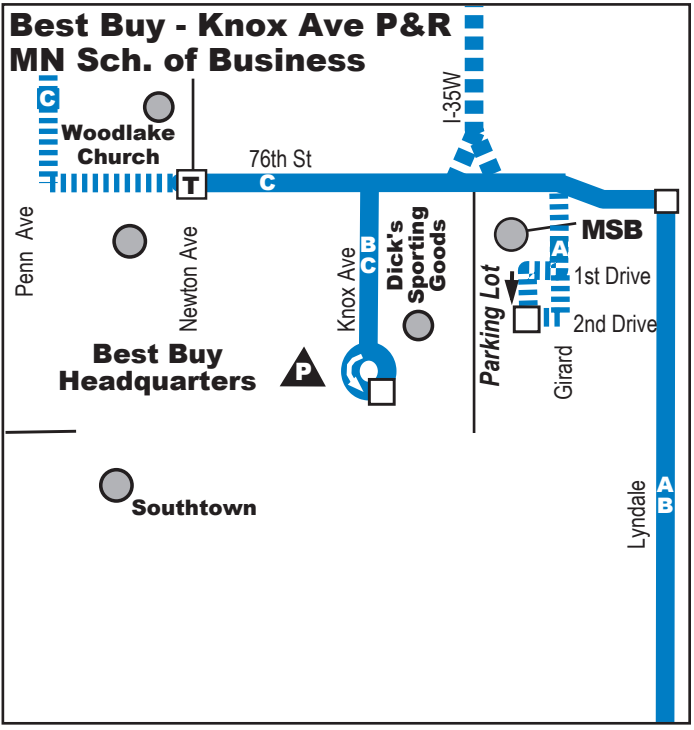 Best Buy - Knox Ave P&R
MN Sch. of Business
C
I-35W
Woodlake
Church
76th St
T
C
Penn Ave
Newton Ave
Knox Ave
B
C
Dick's
Sporting
Goods
MSB
A
1st Drive
2nd Drive
Parking Lot
Girard
Best Buy
Headquarters
P
Southtown
Lyndale
A
B